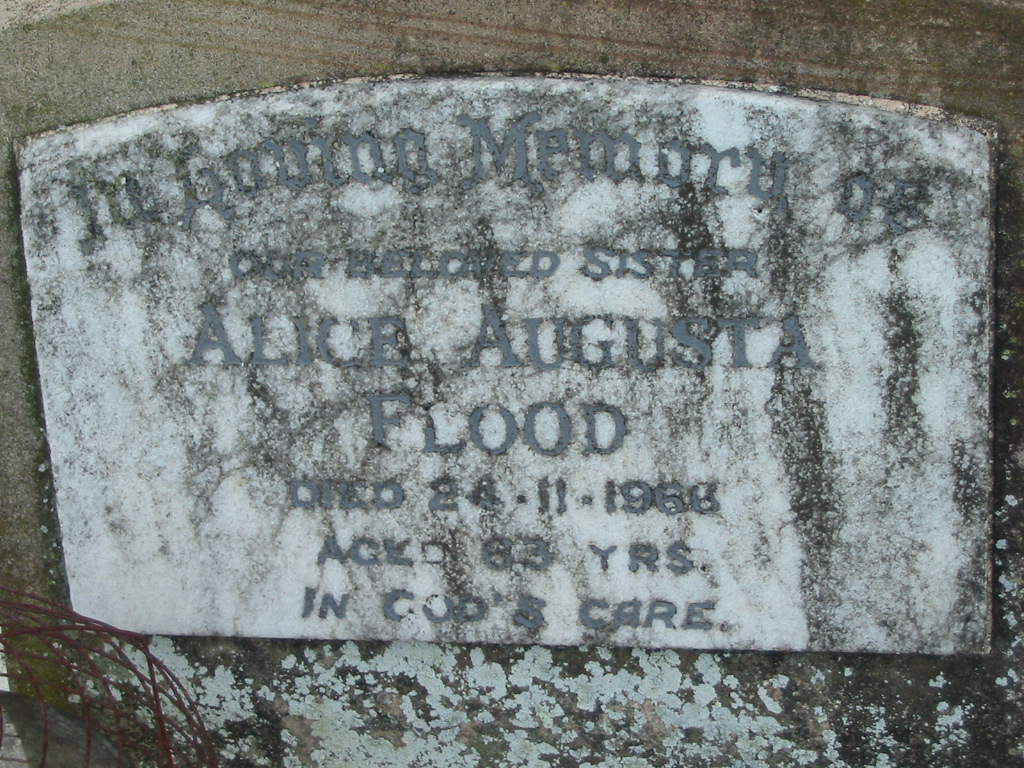 In Loving Memory of
OUR BELOVED SISTER
ALICE AUGUSTA
FLOOD
DIED 24-11-1966
AGED 63 YRS.
IN GOD'S CARE.